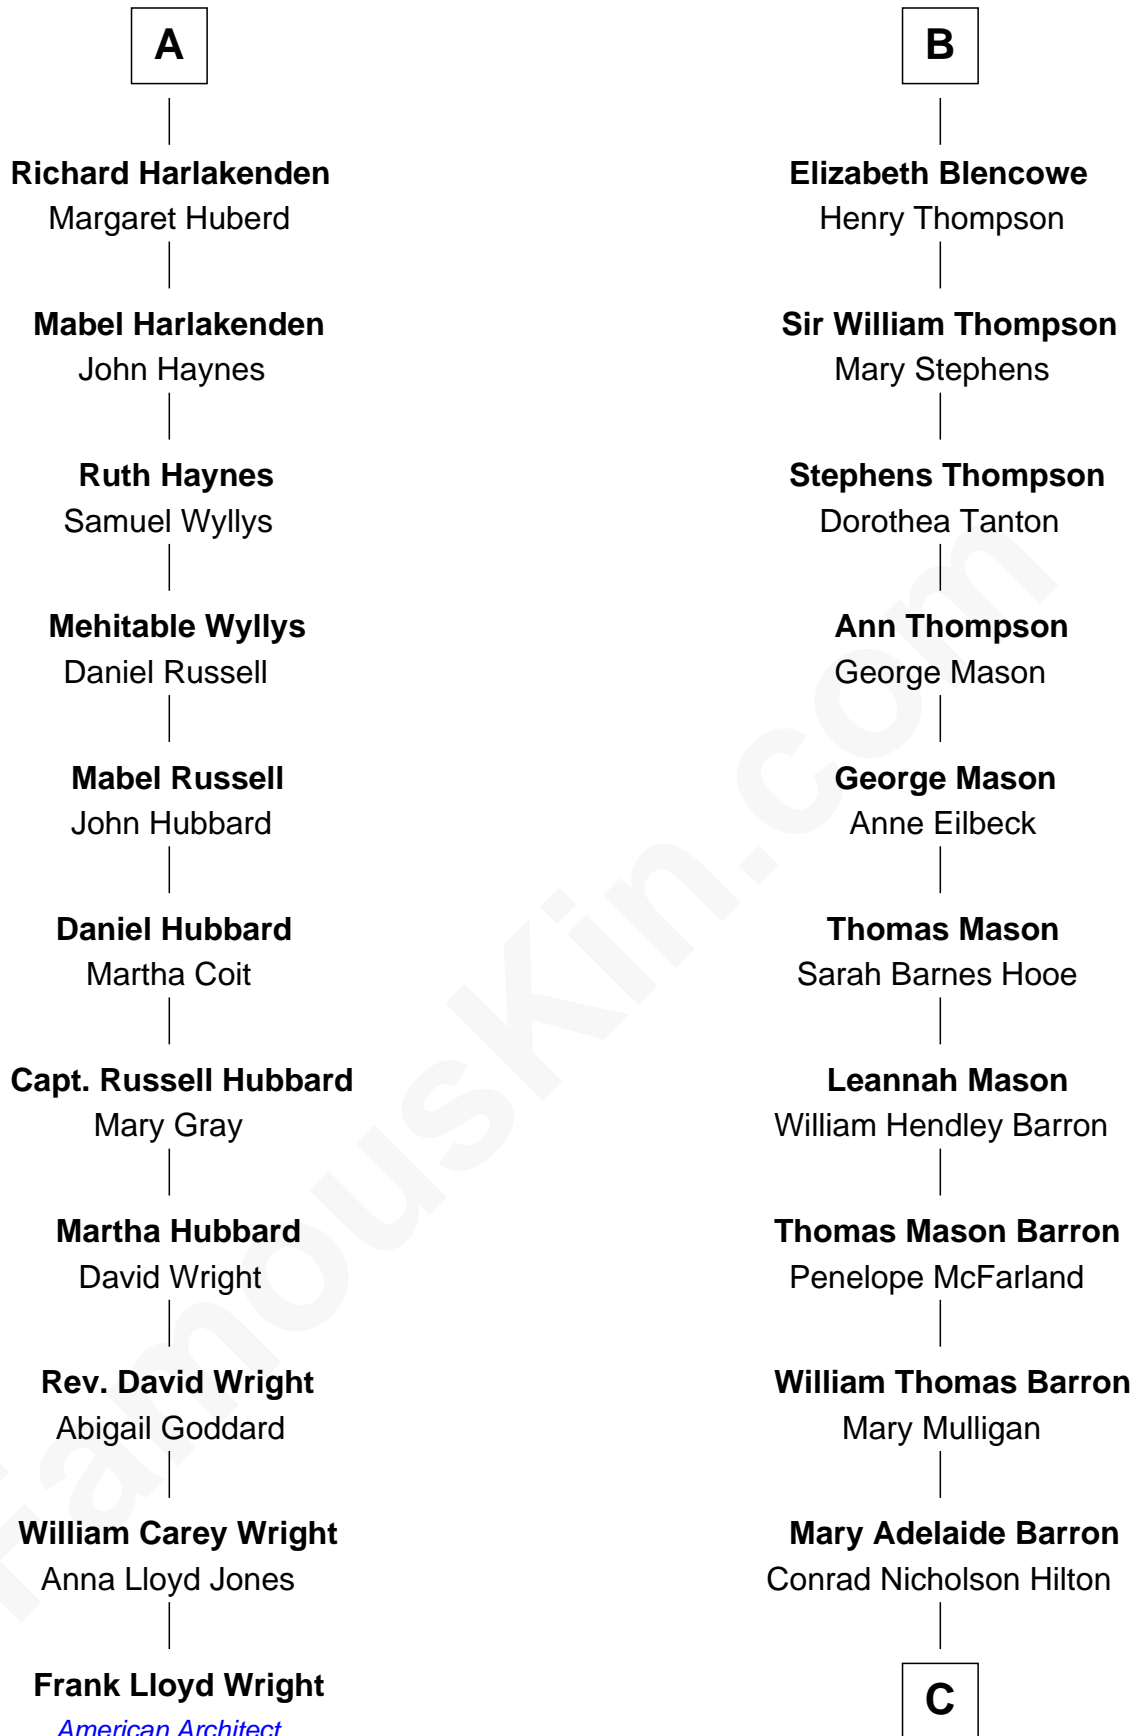 A
Richard Harlakenden
Margaret Huberd
Mabel Harlakenden
John Haynes
Ruth Haynes
Samuel Wyllys
Mehitable Wyllys
Daniel Russell
Mabel Russell
John Hubbard
Daniel Hubbard
Martha Coit
Capt. Russell Hubbard
Mary Gray
Martha Hubbard
David Wright
Rev. David Wright
Abigail Goddard
William Carey Wright
Anna Lloyd Jones
Frank Lloyd Wright
American Architect
B
Elizabeth Blencowe
Henry Thompson
Sir William Thompson
Mary Stephens
Stephens Thompson
Dorothea Tanton
Ann Thompson
George Mason
George Mason
Anne Eilbeck
Thomas Mason
Sarah Barnes Hooe
Leannah Mason
William Hendley Barron
Thomas Mason Barron
Penelope McFarland
William Thomas Barron
Mary Mulligan
Mary Adelaide Barron
Conrad Nicholson Hilton
C
FamousKin.com